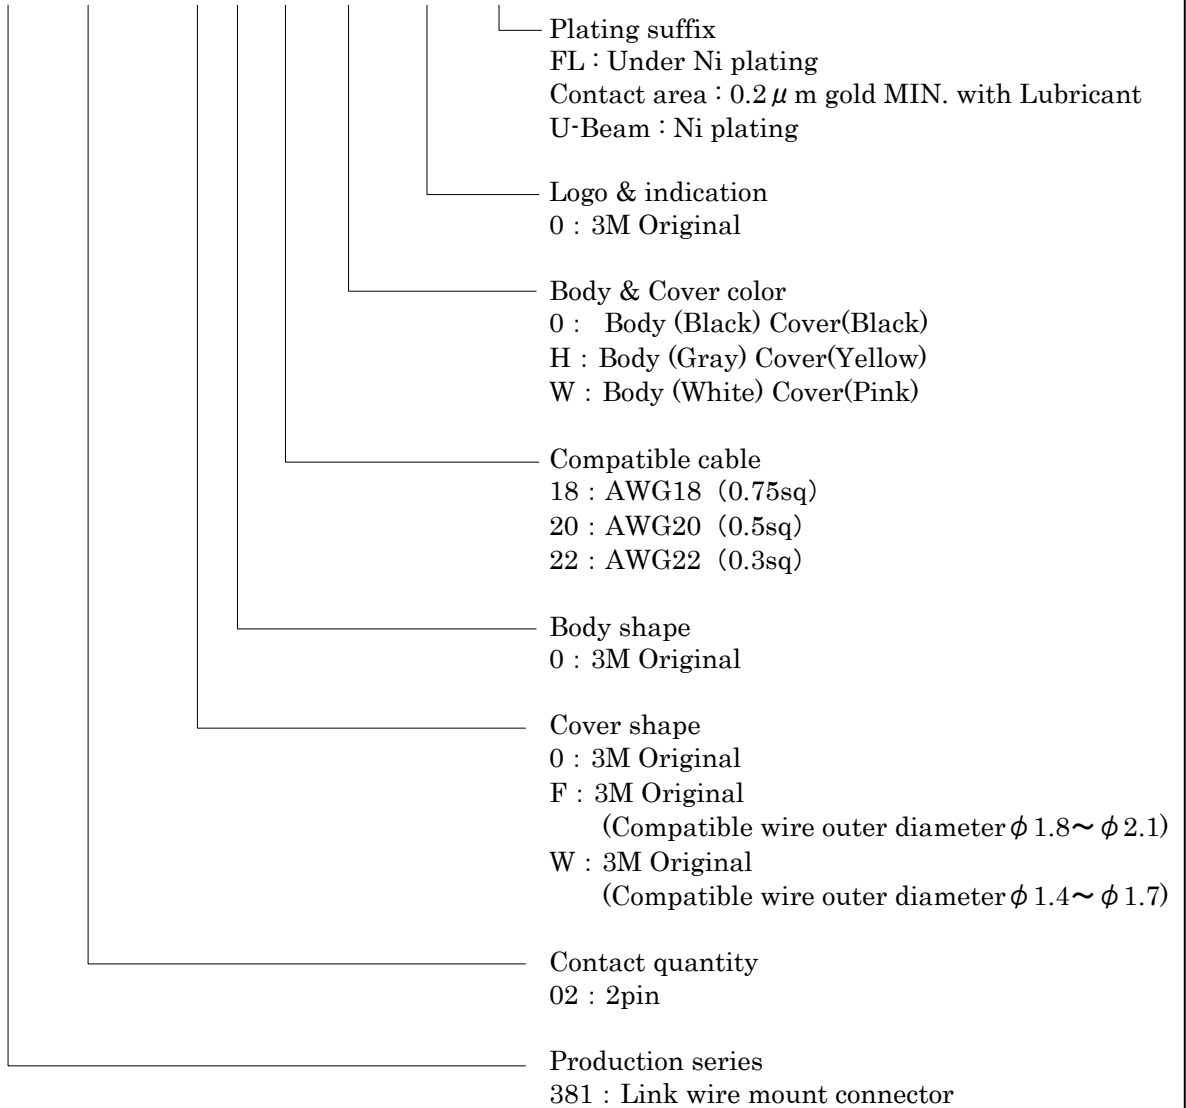 Plating suffix
FL : Under Ni plating
Contact area : 0.2μm gold MIN. with Lubricant
U-Beam : Ni plating
Logo & indication
0 : 3M Original
Body & Cover color
0 : Body (Black) Cover(Black)
H : Body (Gray) Cover(Yellow)
W : Body (White) Cover(Pink)
Compatible cable
18 : AWG18 (0.75sq)
20 : AWG20 (0.5sq)
22 : AWG22 (0.3sq)
Body shape
0 : 3M Original
Cover shape
0 : 3M Original
F : 3M Original
(Compatible wire outer diameterφ1.8~φ2.1)
W : 3M Original
(Compatible wire outer diameterφ1.4~φ1.7)
Contact quantity
02 : 2pin
Production series
381 : Link wire mount connector